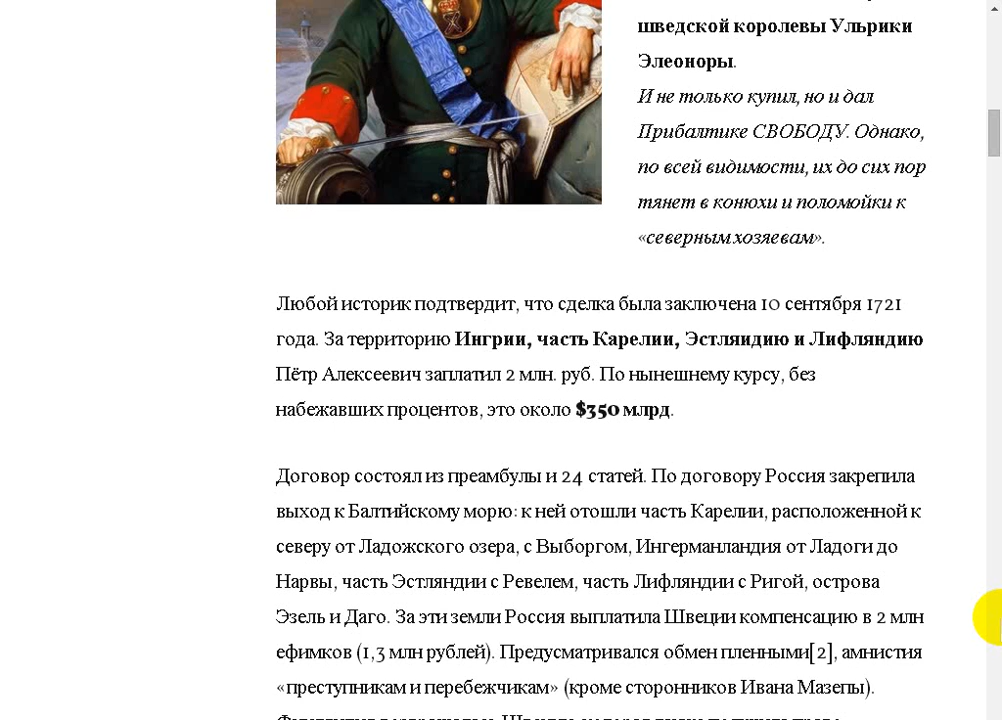 шведской королевы Ульрики
Элеоноры.
И не только купил, но и дал
Прибалтике СВОБОДУ. Однако,
по всей видимости, их до сих пор
тянет в конюхи и поломойки к
«северным хозяевам».
Любой историк подтвердит, что сделка была заключена 10 сентября 1721
года. За территорию Ингрии, часть Карелии, Эстляидию и Лифляндию
Пётр Алексеевич заплатил 2 млн. руб. По нынешнему курсу, без
набежавших процентов, это около $350 млрд.
Договор состоял из преамбулы и 24 статей. По договору Россия закрепила
выход к Балтийскому морю: к ней отошли часть Карелии, расположенной к
северу от Ладожского озера, с Выборгом, Ингерманландия от Ладоги до
Нарвы, часть Эстляндии с Ревелем, часть Лифляндии с Ригой, острова
Эзель и Даго. За эти земли Россия выплатила Швеции компенсацию в 2 млн
ефимков (1,3 млн рублей). Предусматривался обмен пленными[2], амнистия
«преступникам и перебежчикам» (кроме сторонников Ивана Мазепы).